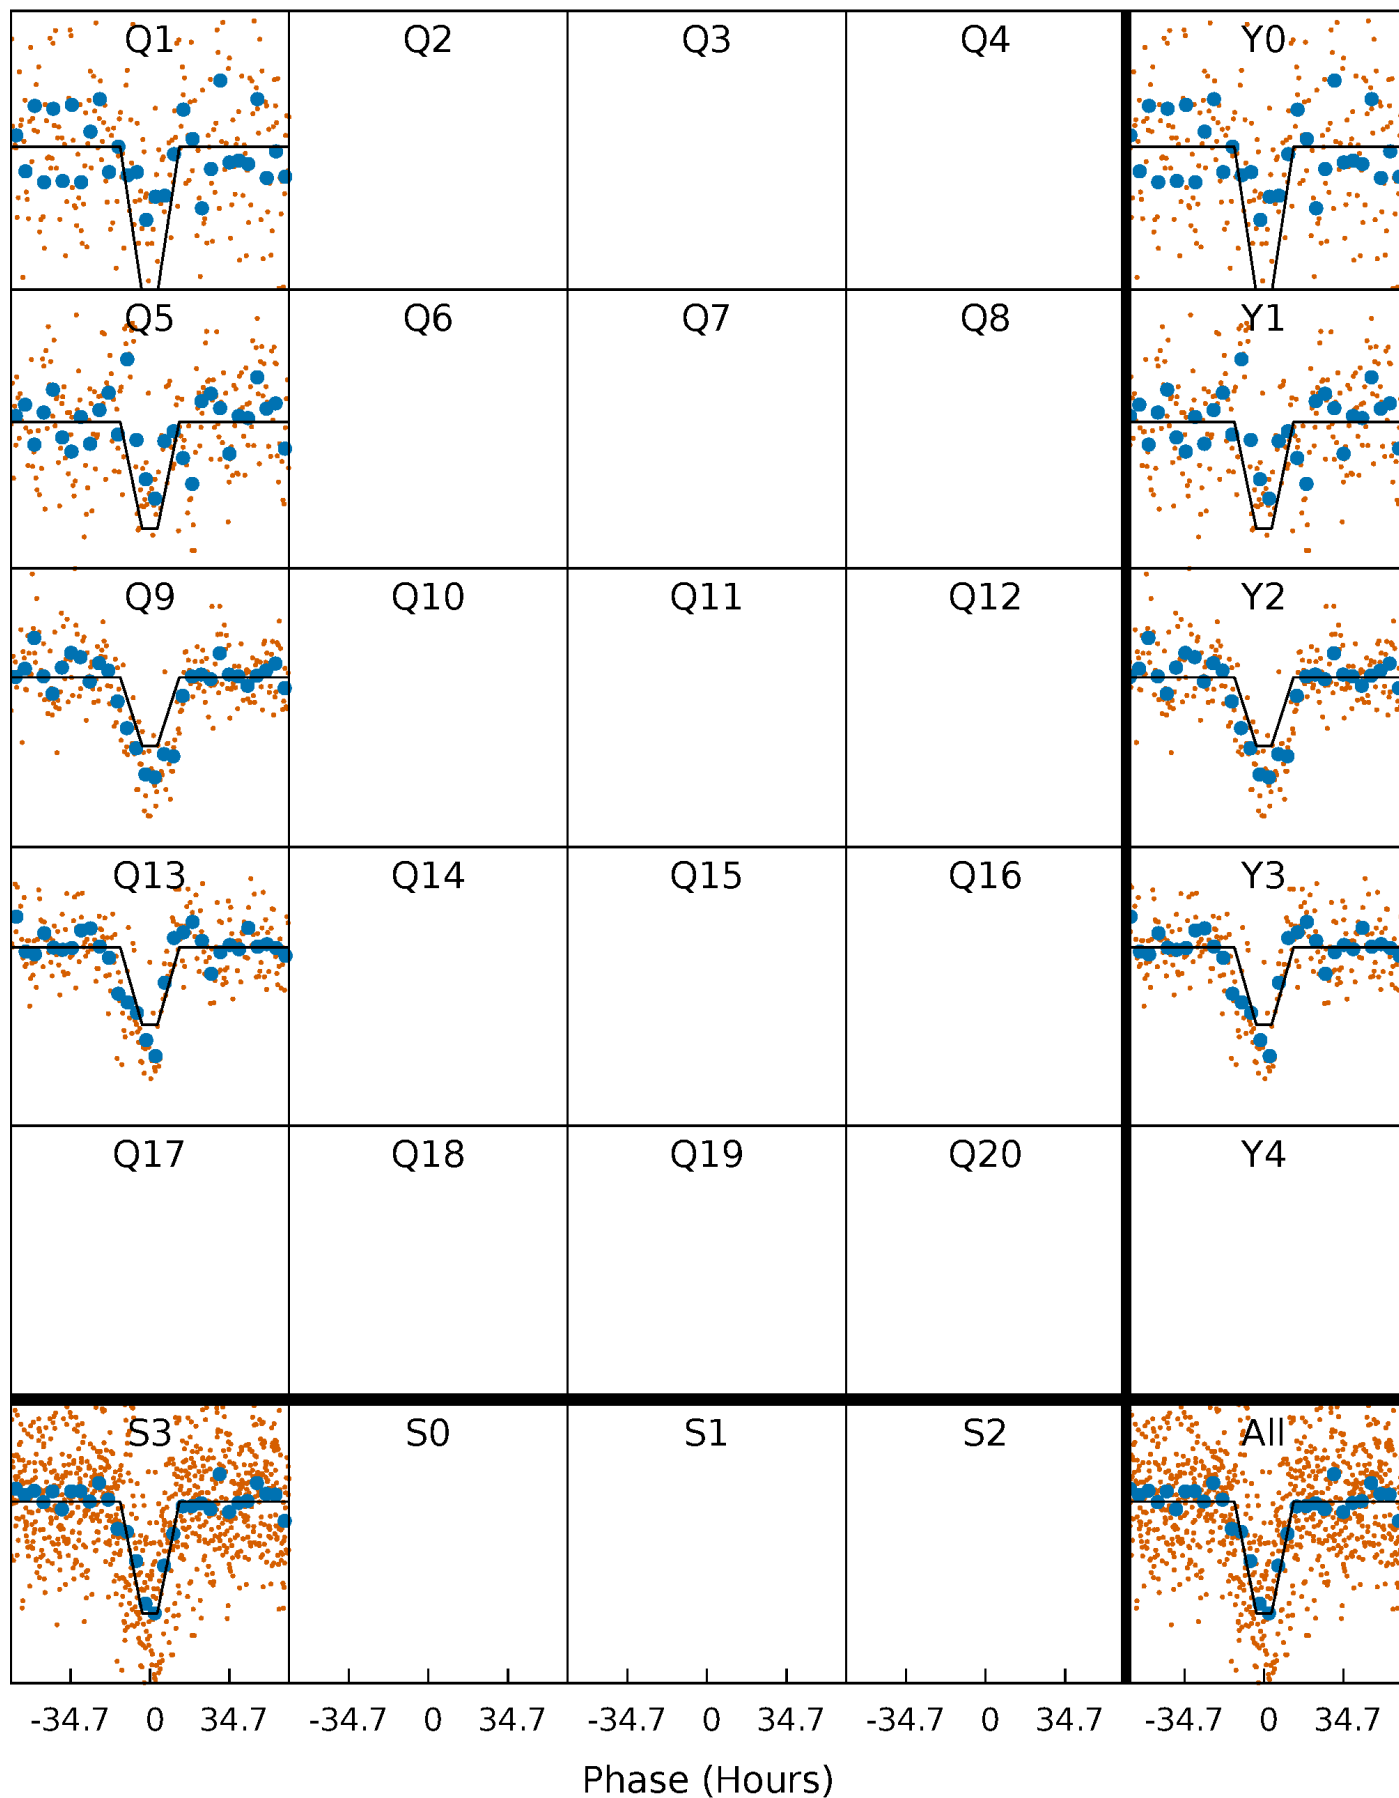 Q1 Q2 Q3 Q4 Y0
Q5 Q6 Q7 Q8 Y1
Q9 Q10 Q11 Q12 Y2
Q13 Q14 Q15 Q16 Y3
Q17 Q18 Q19 Q20 Y4
S3 S0 S1 S2 All
-34.7 0 34.7 -34.7 0 34.7 -34.7 0 34.7 -34.7 0 34.7 -34.7 0 34.7
Phase (Hours)